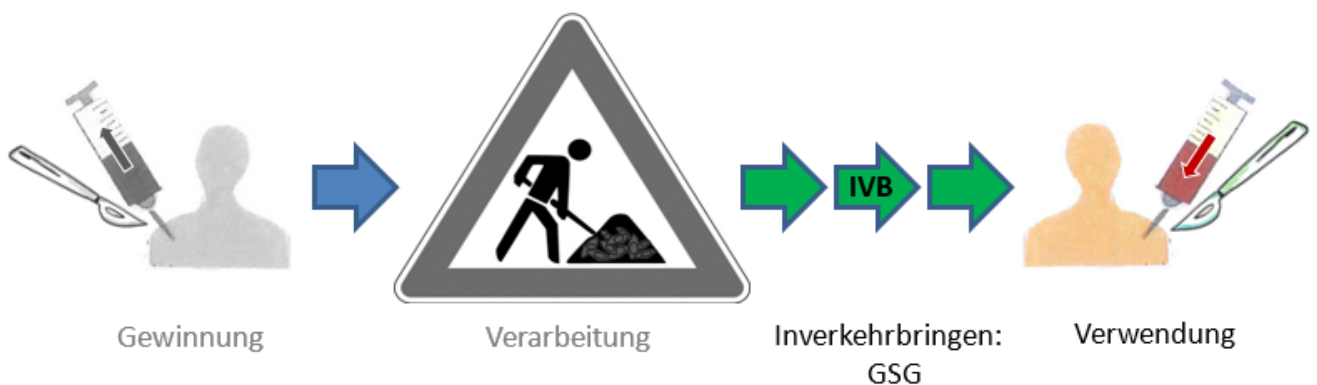 IVB
Gewinnung
Verarbeitung
Inverkehrbringen:
GSG
Verwendung